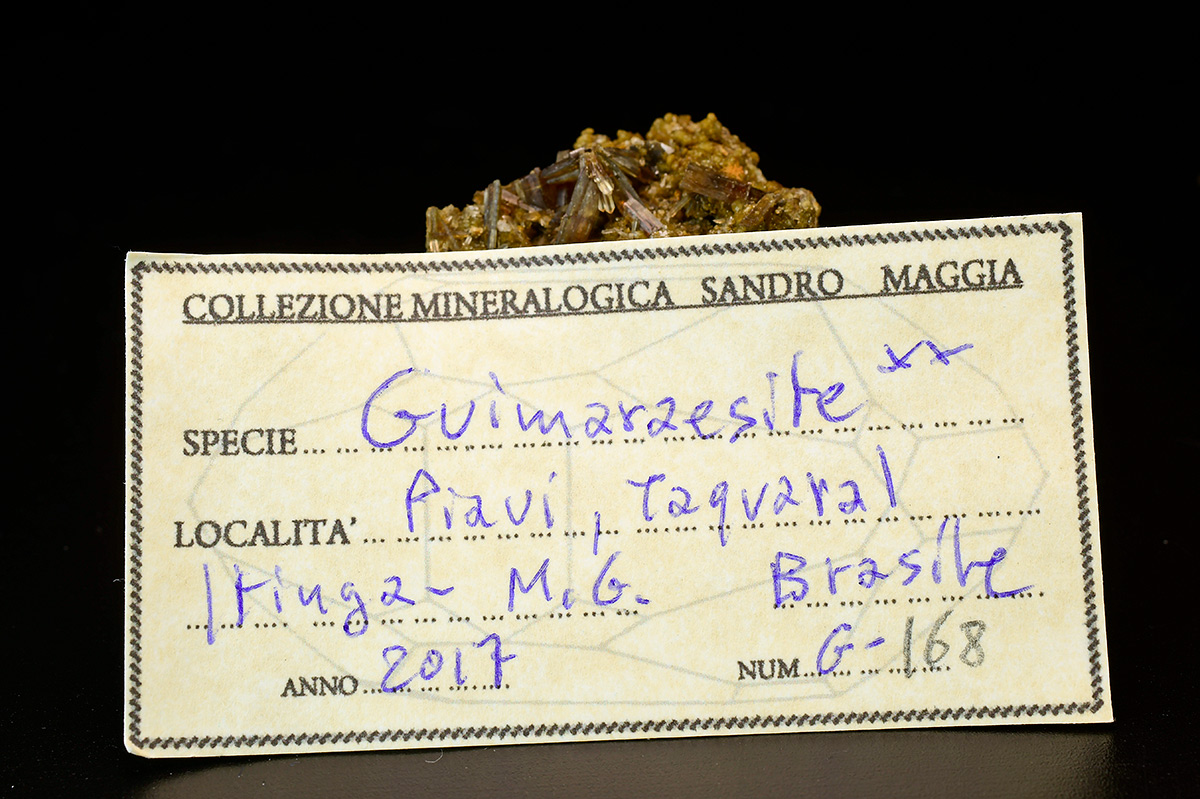 COLLEZIONE MINERALOGICA SANDRO MAGGIA
SPECIE Guimaraesite xx
LOCALITA' Piaui, Taquaral
Itinga - M.G. Brasile
ANNO 2017 NUM G-168